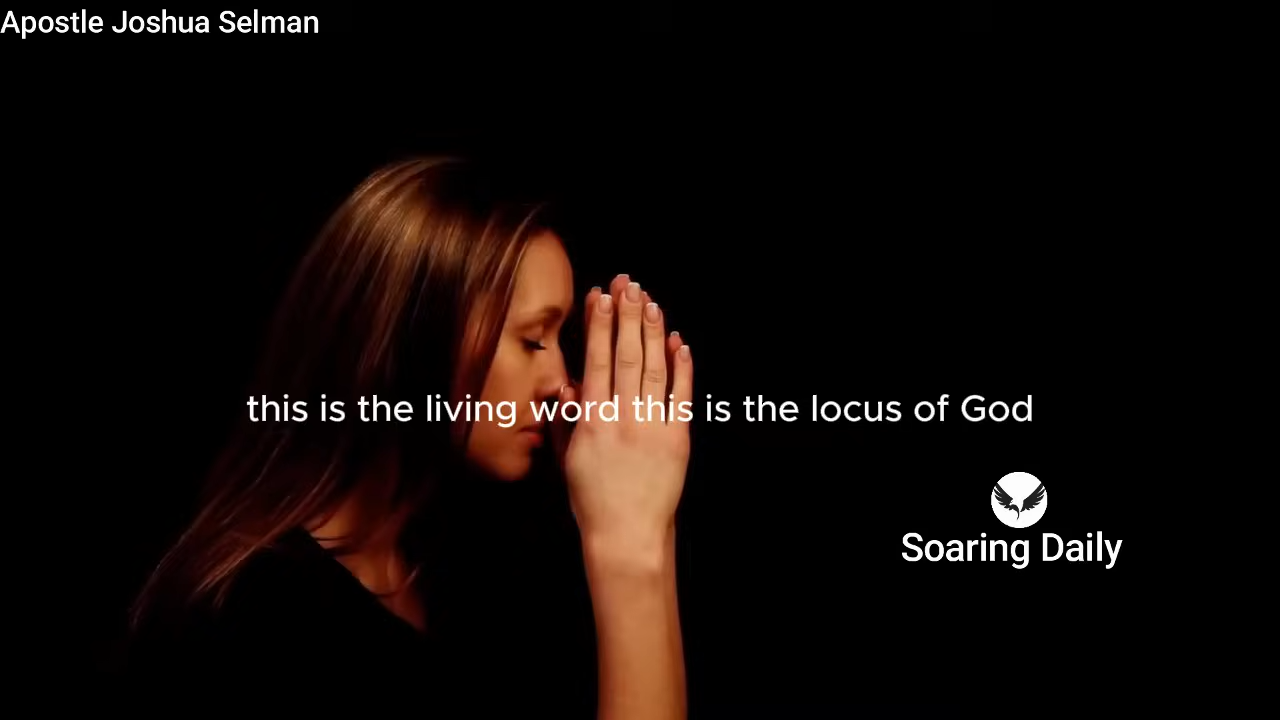 Apostle Joshua Selman
this is the living word this is the locus of God
Soaring Daily